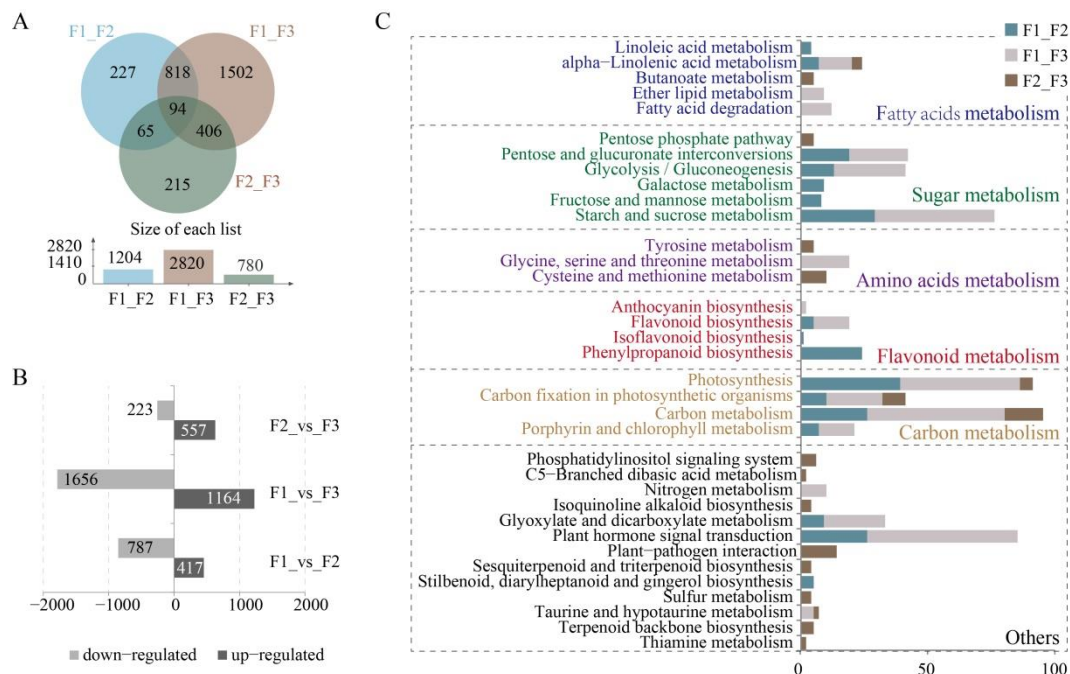 A
F1_F2
F1_F3
227
818
1502
94
65
406
215
F2_F3
Size of each list
2820
1410
0
1204
2820
780
F1_F2
F1_F3
F2_F3
B
223
557
F2_vs_F3
1656
1164
F1_vs_F3
787
417
F1_vs_F2
−2000
−1000
0
1000
2000
down−regulated
up−regulated
C
F1_F2
F1_F3
F2_F3
Linoleic acid metabolism
alpha−Linolenic acid metabolism
Butanoate metabolism
Ether lipid metabolism
Fatty acid degradation
Fatty acids metabolism
Pentose phosphate pathway
Pentose and glucuronate interconversions
Glycolysis / Gluconeogenesis
Galactose metabolism
Fructose and mannose metabolism
Starch and sucrose metabolism
Sugar metabolism
Tyrosine metabolism
Glycine, serine and threonine metabolism
Cysteine and methionine metabolism
Amino acids metabolism
Anthocyanin biosynthesis
Flavonoid biosynthesis
Isoflavonoid biosynthesis
Phenylpropanoid biosynthesis
Flavonoid metabolism
Photosynthesis
Carbon fixation in photosynthetic organisms
Carbon metabolism
Porphyrin and chlorophyll metabolism
Carbon metabolism
Phosphatidylinositol signaling system
C5−Branched dibasic acid metabolism
Nitrogen metabolism
Isoquinoline alkaloid biosynthesis
Glyoxylate and dicarboxylate metabolism
Plant hormone signal transduction
Plant−pathogen interaction
Sesquiterpenoid and triterpenoid biosynthesis
Stilbenoid, diarylheptanoid and gingerol biosynthesis
Sulfur metabolism
Taurine and hypotaurine metabolism
Terpenoid backbone biosynthesis
Thiamine metabolism
Others
0
50
100